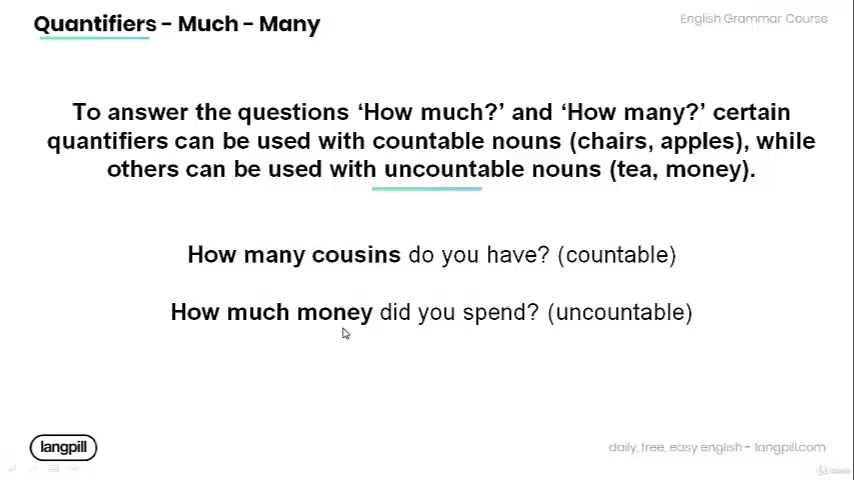 Quantifiers - Much - Many
English Grammar Course
To answer the questions ‘How much?’ and ‘How many?’ certain
quantifiers can be used with countable nouns (chairs, apples), while
others can be used with uncountable nouns (tea, money).
How many cousins do you have? (countable)
How much money did you spend? (uncountable)
langpill
daily, free, easy english - langpill.com